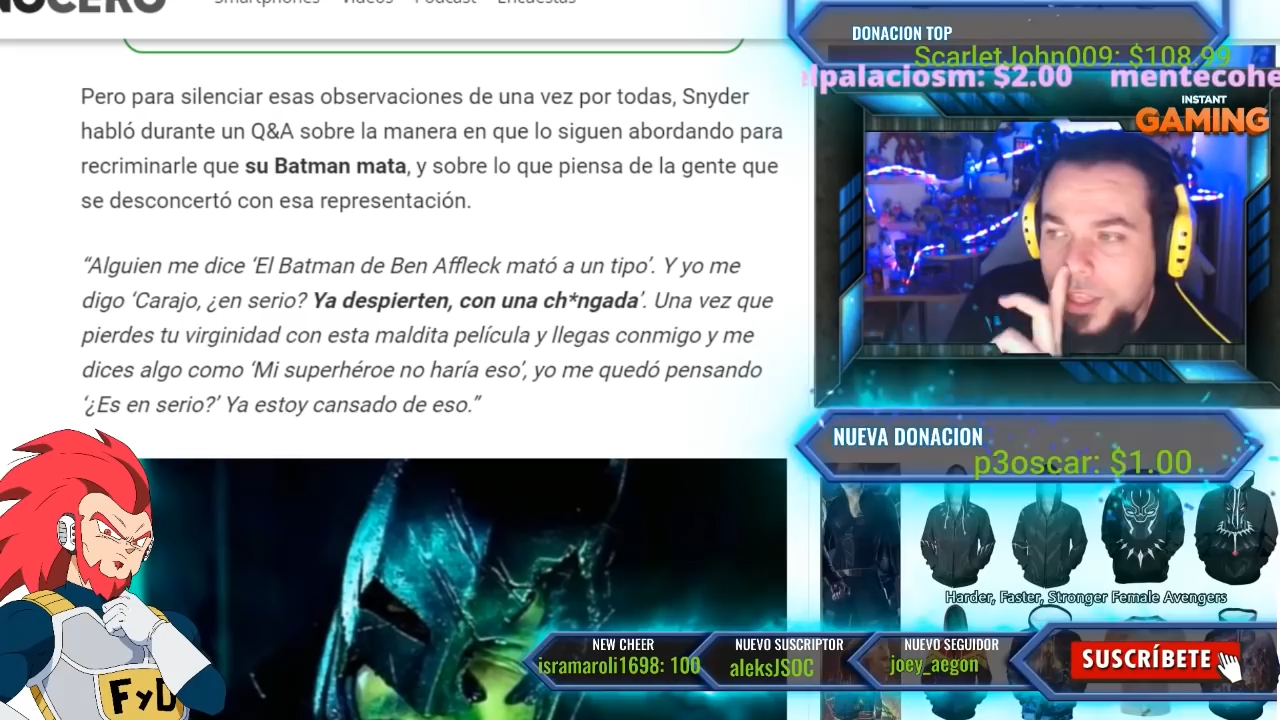 Smartphones Videos Podcast Encuestas
Pero para silenciar esas observaciones de una vez por todas, Snyder
habló durante un Q&A sobre la manera en que lo siguen abordando para
recriminarle que su Batman mata, y sobre lo que piensa de la gente que
se desconcertó con esa representación.
“Alguien me dice ‘El Batman de Ben Affleck mató a un tipo’. Y yo me
digo ‘Carajo, ¿en serio? Ya despierten, con una ch*ngada’. Una vez que
pierdes tu virginidad con esta maldita película y llegas conmigo y me
dices algo como ‘Mi superhéroe no haría eso’, yo me quedó pensando
‘¿Es en serio?’ Ya estoy cansado de eso.”
DONACION TOP
ScarletJohn009: $108.99
lpalaciosm: $2.00 mentecohe
INSTANT
GAMING
NUEVA DONACION
p3oscar: $1.00
Harder, Faster, Stronger Female Avengers
NEW CHEER
isramaroli1698: 100
NUEVO SUSCRIPTOR
aleksJSOC
NUEVO SEGUIDOR
joey_aegon
SUSCRÍBETE
FyD